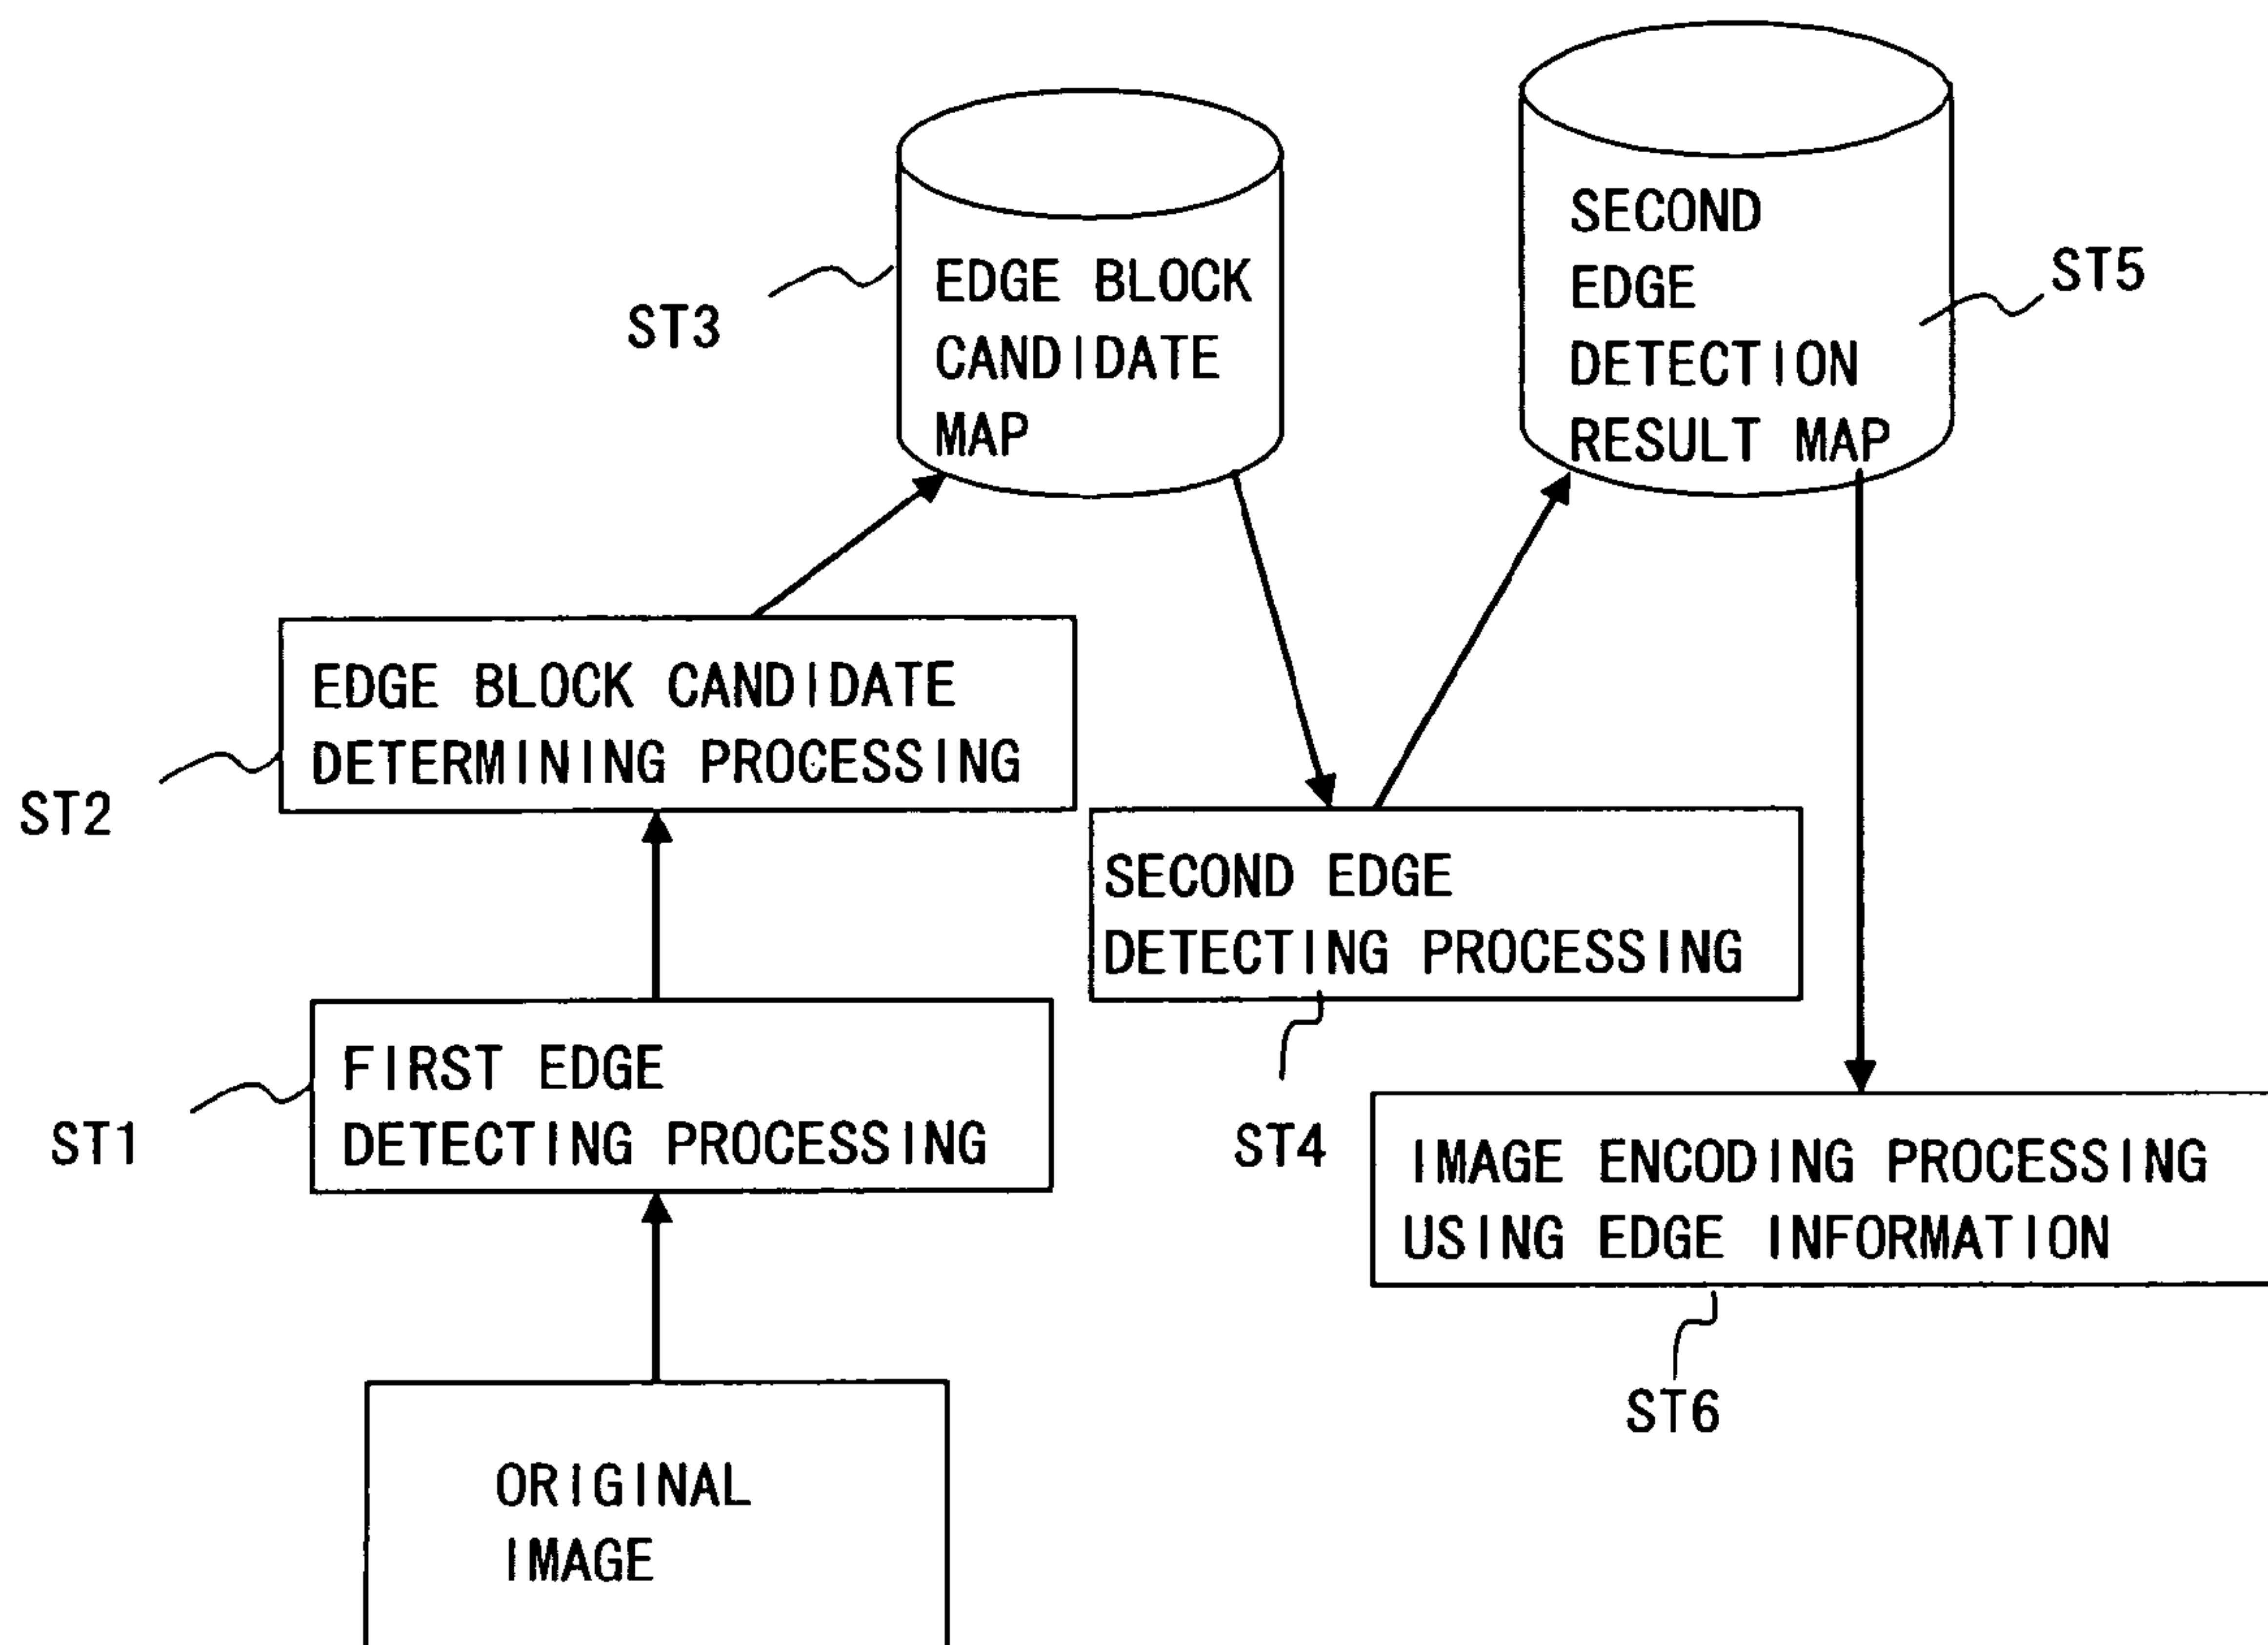 SECOND
EDGE
DETECTION
RESULT MAP
ST5
EDGE BLOCK
CANDIDATE
MAP
ST3
EDGE BLOCK CANDIDATE
DETERMINING PROCESSING
ST2
SECOND EDGE
DETECTING PROCESSING
ST4
FIRST EDGE
DETECTING PROCESSING
ST1
IMAGE ENCODING PROCESSING
USING EDGE INFORMATION
ST6
ORIGINAL
IMAGE